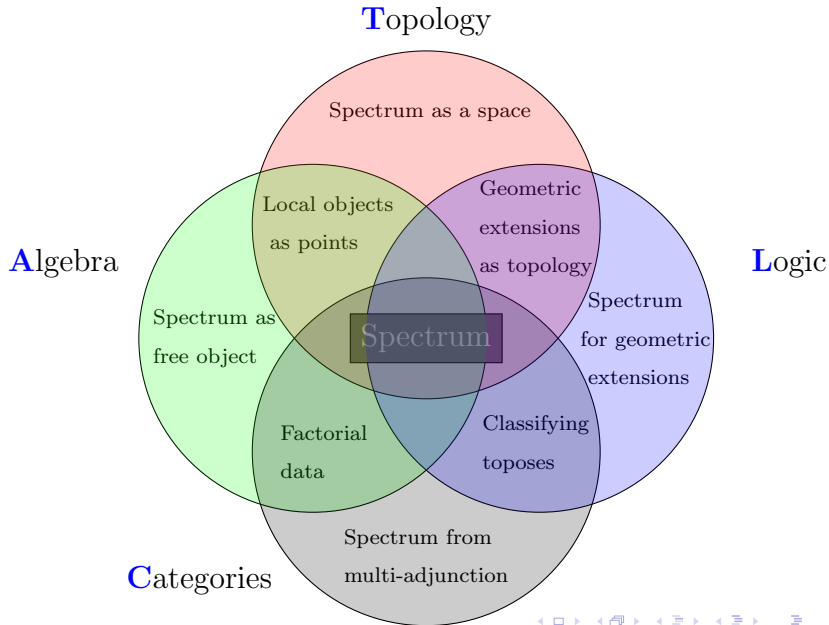 Topology
Spectrum as a space
Local objects
as points
Geometric
extensions
as topology
Algebra
Logic
Spectrum as
free object
Spectrum
Spectrum
for geometric
extensions
Factorial
data
Classifying
toposes
Spectrum from
multi-adjunction
Categories